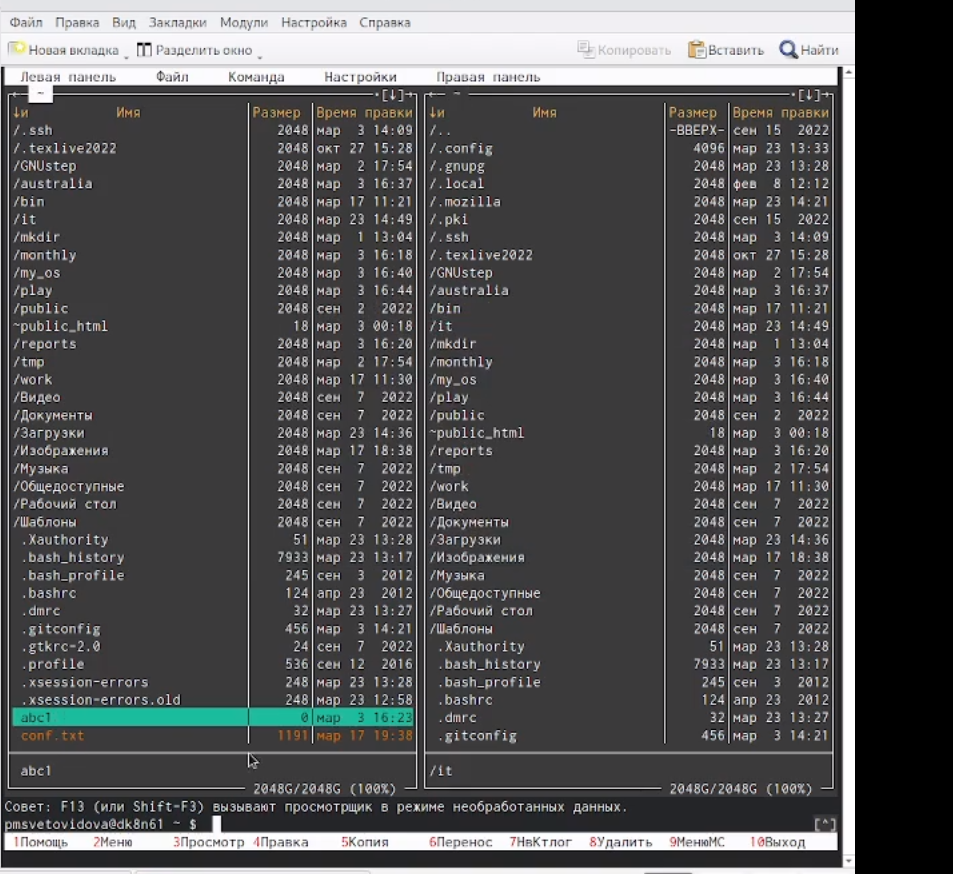 Файл Правка Вид Закладки Модули Настройка Справка
Новая вкладка Разделить окно Копировать Вставить Найти
Левая панель Файл Команда Настройки Правая панель
~ [↓] ~ [↓]
↓и Имя Размер Время правки ↓и Имя Размер Время правки
/.ssh 2048 мар 3 14:09 /.. -ВВЕРХ- сен 15 2022
/.texlive2022 2048 окт 27 15:28 /.config 4096 мар 23 13:33
/GNUstep 2048 мар 2 17:54 /.gnupg 2048 мар 23 13:28
/australia 2048 мар 3 16:37 /.local 2048 фев 8 12:12
/bin 2048 мар 17 11:21 /.mozilla 2048 мар 23 14:21
/it 2048 мар 23 14:49 /.pki 2048 сен 15 2022
/mkdir 2048 мар 1 13:04 /.ssh 2048 мар 3 14:09
/monthly 2048 мар 3 16:18 /.texlive2022 2048 окт 27 15:28
/my_os 2048 мар 3 16:40 /GNUstep 2048 мар 2 17:54
/play 2048 мар 3 16:44 /australia 2048 мар 3 16:37
/public 2048 сен 2 2022 /bin 2048 мар 17 11:21
~public_html 18 мар 3 00:18 /it 2048 мар 23 14:49
/reports 2048 мар 3 16:20 /mkdir 2048 мар 1 13:04
/tmp 2048 мар 2 17:54 /monthly 2048 мар 3 16:18
/work 2048 мар 17 11:30 /my_os 2048 мар 3 16:40
/Видео 2048 сен 7 2022 /play 2048 мар 3 16:44
/Документы 2048 сен 7 2022 /public 2048 сен 2 2022
/Загрузки 2048 мар 23 14:36 ~public_html 18 мар 3 00:18
/Изображения 2048 мар 17 18:38 /reports 2048 мар 3 16:20
/Музыка 2048 сен 7 2022 /tmp 2048 мар 2 17:54
/Общедоступные 2048 сен 7 2022 /work 2048 мар 17 11:30
/Рабочий стол 2048 сен 7 2022 /Видео 2048 сен 7 2022
/Шаблоны 2048 сен 7 2022 /Документы 2048 сен 7 2022
.Xauthority 51 мар 23 13:28 /Загрузки 2048 мар 23 14:36
.bash_history 7933 мар 23 13:17 /Изображения 2048 мар 17 18:38
.bash_profile 245 сен 3 2012 /Музыка 2048 сен 7 2022
.bashrc 124 апр 23 2012 /Общедоступные 2048 сен 7 2022
.dmrc 32 мар 23 13:27 /Рабочий стол 2048 сен 7 2022
.gitconfig 456 мар 3 14:21 /Шаблоны 2048 сен 7 2022
.gtkrc-2.0 24 сен 7 2022 .Xauthority 51 мар 23 13:28
.profile 536 сен 12 2016 .bash_history 7933 мар 23 13:17
.xsession-errors 248 мар 23 13:28 .bash_profile 245 сен 3 2012
.xsession-errors.old 248 мар 23 12:58 .bashrc 124 апр 23 2012
abc1 0 мар 3 16:23 .dmrc 32 мар 23 13:27
conf.txt 1191 мар 17 19:38 .gitconfig 456 мар 3 14:21
abc1 /it
2048G/2048G (100%) 2048G/2048G (100%)
Совет: F13 (или Shift-F3) вызывают просмотрщик в режиме необработанных данных.
pmsvetovidova@dk8n61 ~ $ [^]
1Помощь 2Меню 3Просмотр 4Правка 5Копия 6Перенос 7НвКтлог 8Удалить 9МенюМС 10Выход